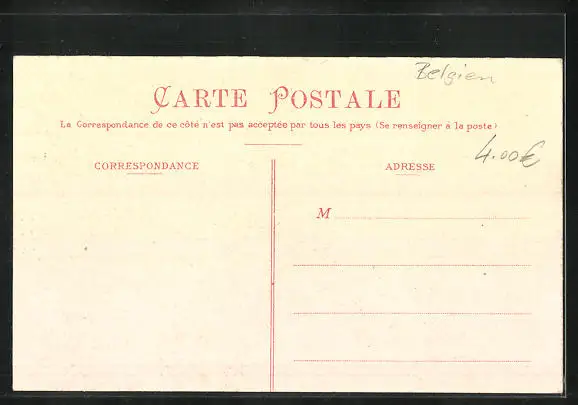 Belgien
CARTE POSTALE
La Correspondance de ce côté n'est pas acceptée par tous les pays (Se renseigner à la poste)
4.00€
CORRESPONDANCE
ADRESSE
M